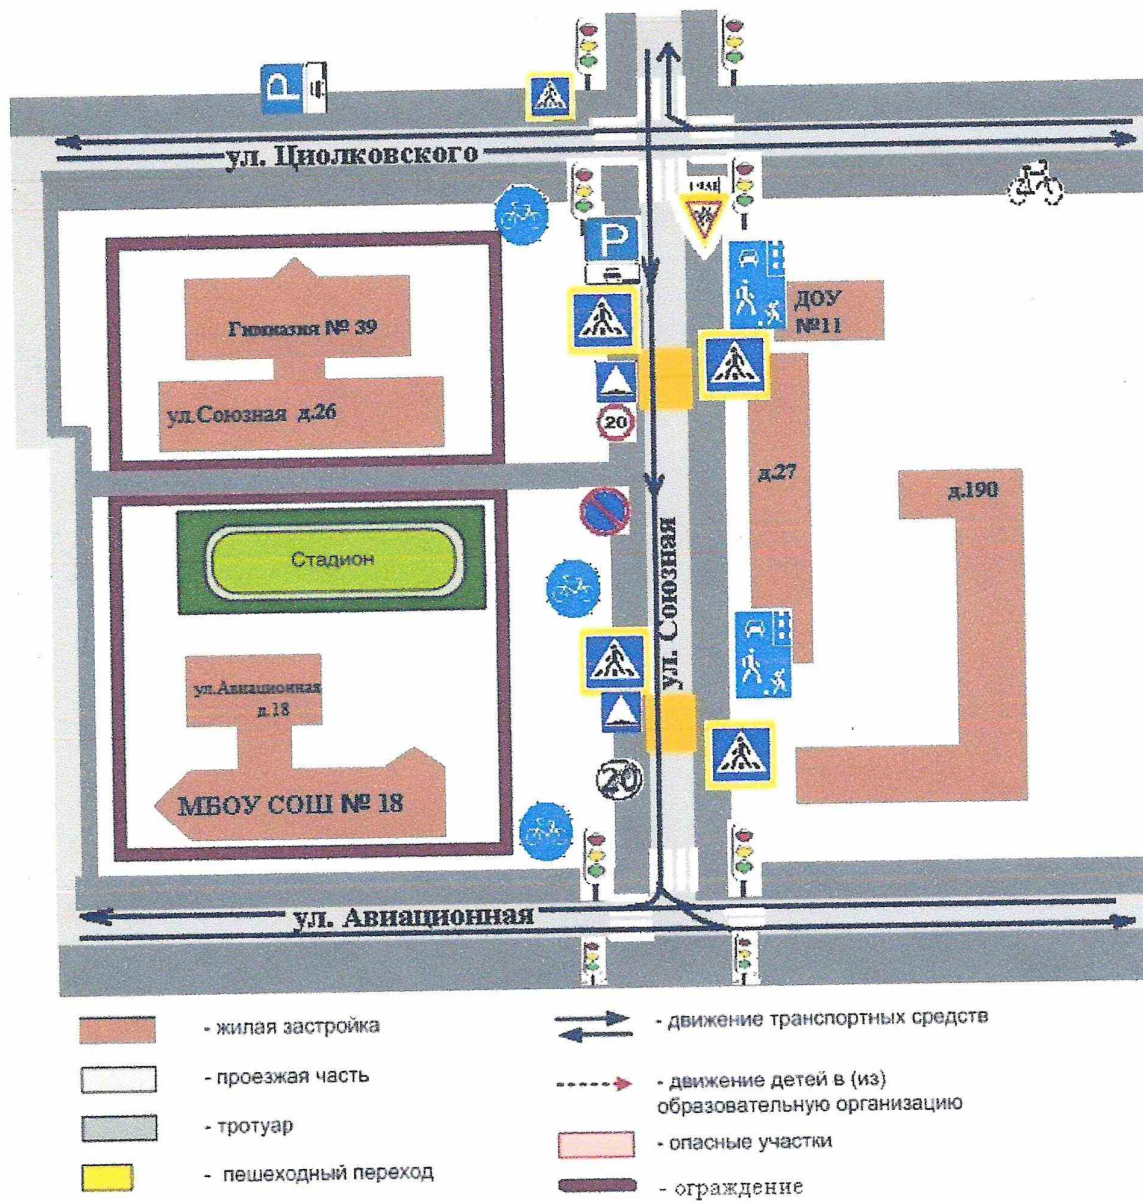 P
ул. Циолковского
P
Гимназия № 39
ДОУ
№11
ул.Союзная д.26
20
д.27
д.190
Стадион
ул. Союзная
ул.Авиационная
д.18
20
МБОУ СОШ № 18
ул. Авиационная
- жилая застройка
- движение транспортных средств
- проезжая часть
- движение детей в (из)
образовательную организацию
- тротуар
- опасные участки
- пешеходный переход
- ограждение